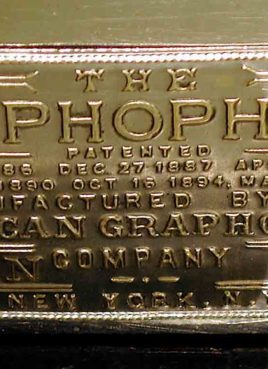 THE
PHOPH
PATENTED
86 DEC. 27 1887 AP
1890 OCT 16 1894, MA
UFACTURED BY
CAN GRAPHO
N COMPANY
NEW YORK, N.Y